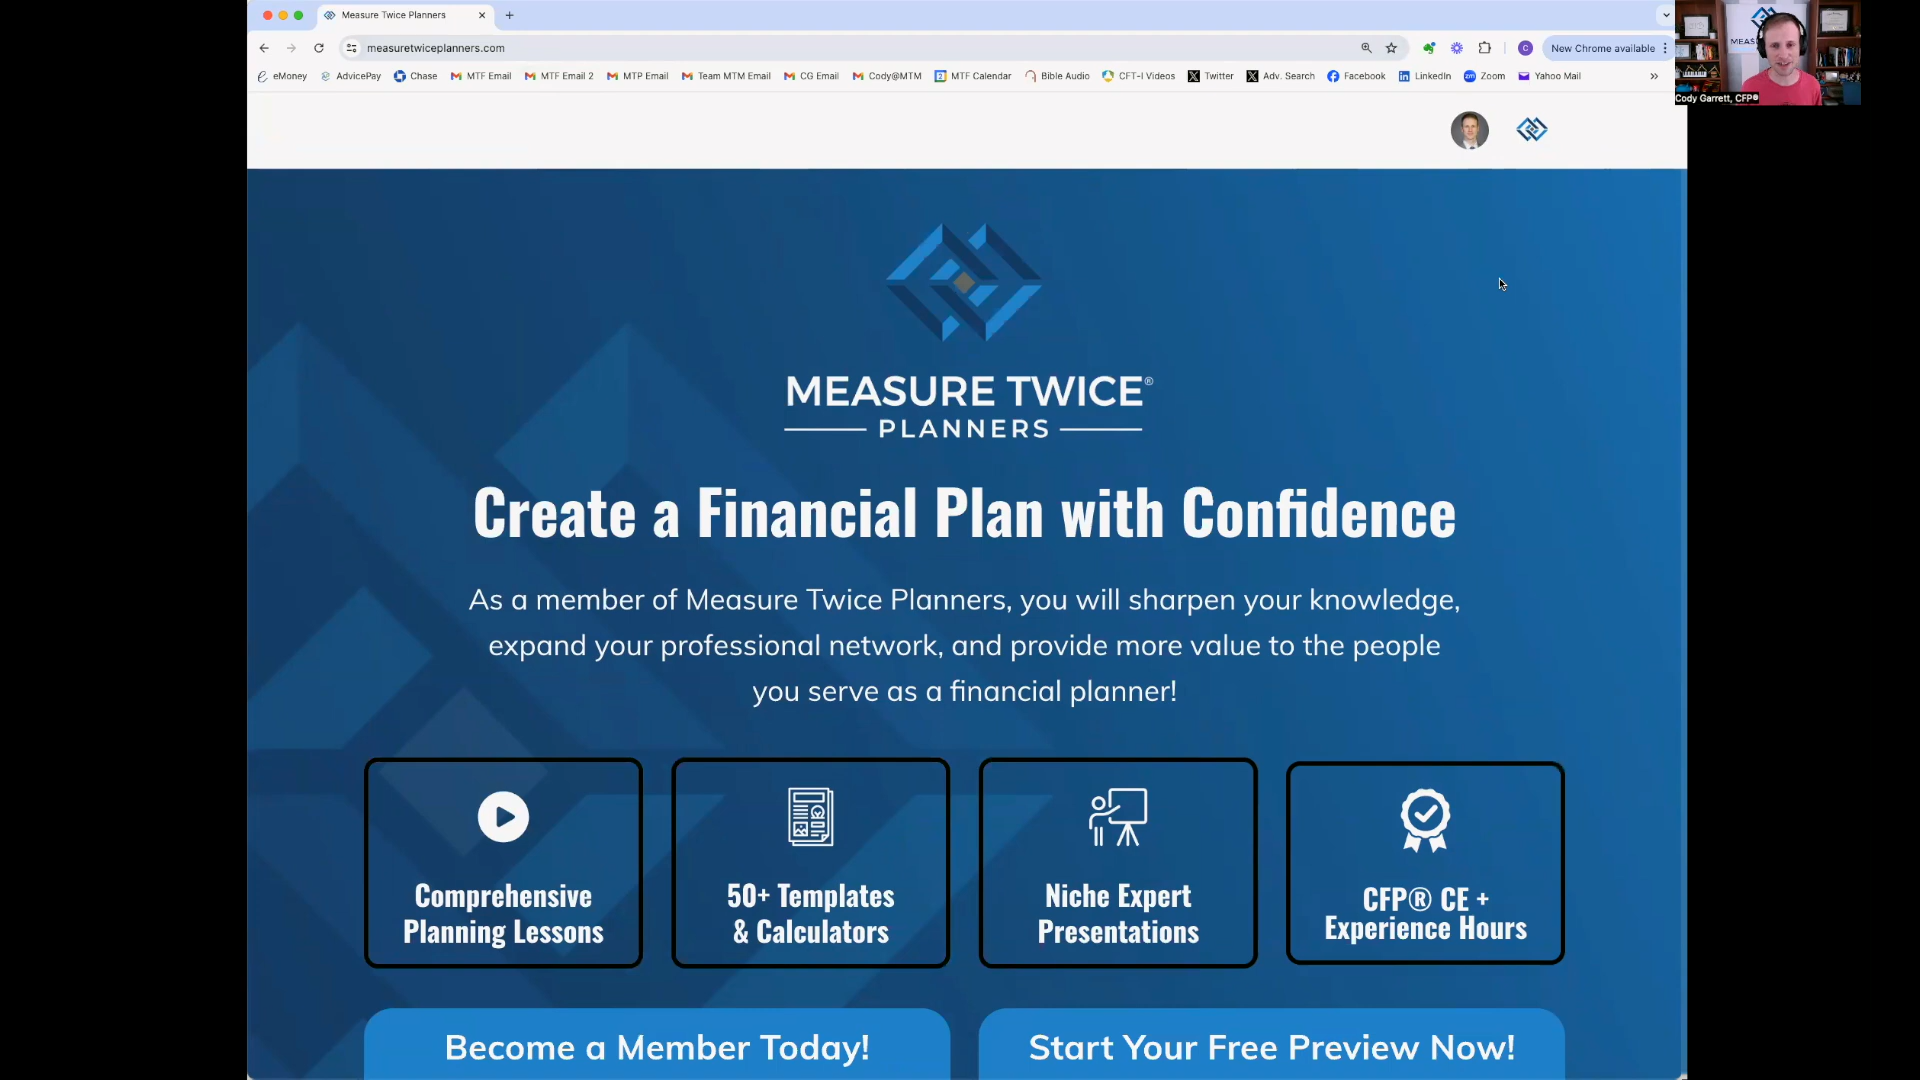 Measure Twice Planners
measuretwiceplanners.com
New Chrome available
eMoney
AdvicePay
Chase
MTF Email
MTF Email 2
MTP Email
Team MTM Email
CG Email
Cody@MTM
MTF Calendar
Bible Audio
CFT-I Videos
Twitter
Adv. Search
Facebook
LinkedIn
Zoom
Yahoo Mail
Cody Garrett, CFP®
MEASURE TWICE®
PLANNERS
Create a Financial Plan with Confidence
As a member of Measure Twice Planners, you will sharpen your knowledge,
expand your professional network, and provide more value to the people
you serve as a financial planner!
Comprehensive
Planning Lessons
50+ Templates
& Calculators
Niche Expert
Presentations
CFP® CE +
Experience Hours
Become a Member Today!
Start Your Free Preview Now!